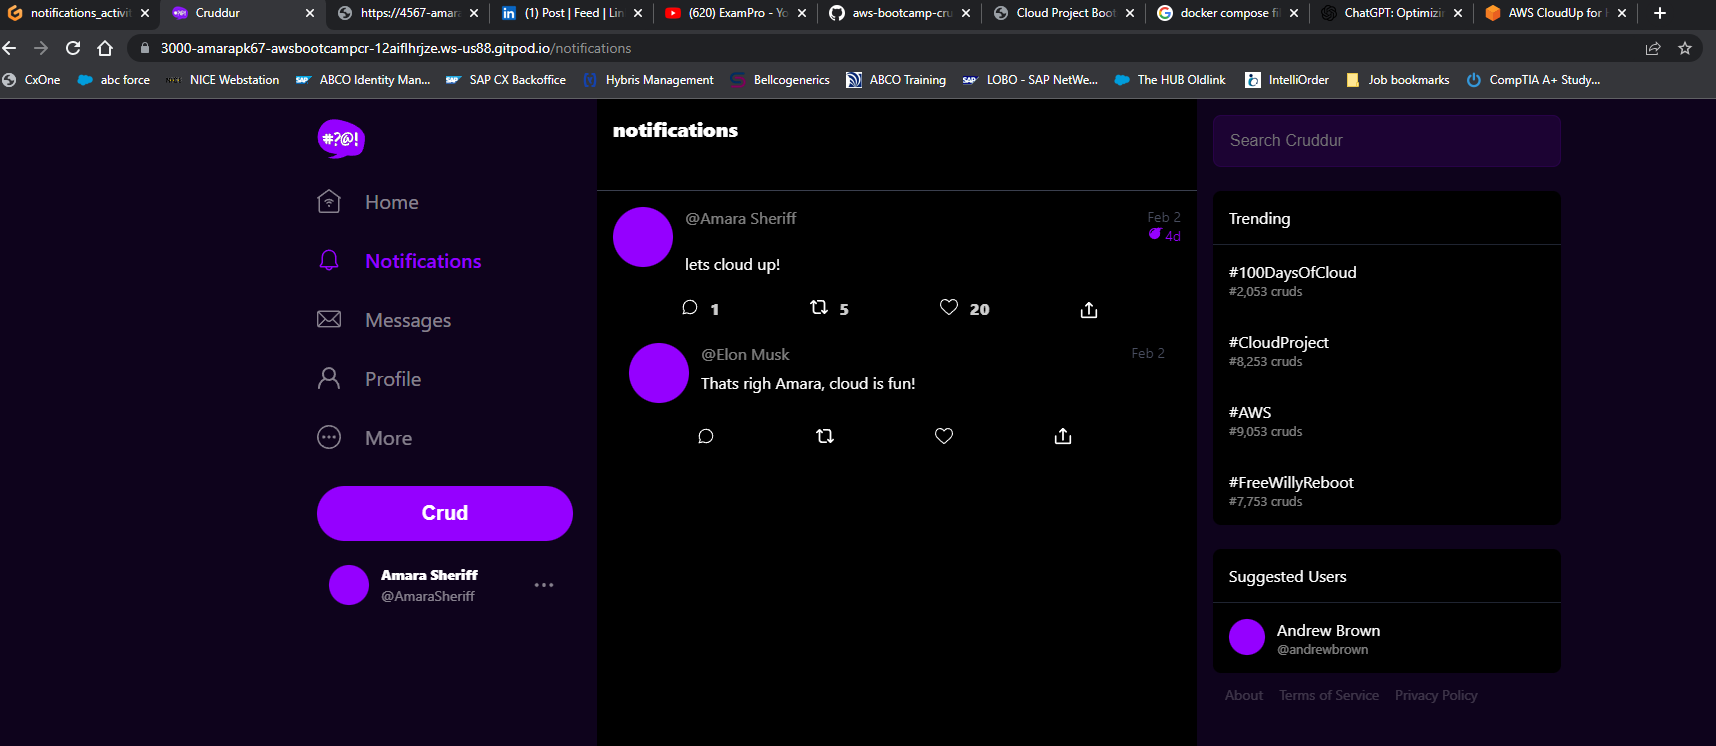 notifications_activit
Cruddur
https://4567-amara
(1) Post | Feed | Lin
(620) ExamPro - Yo
aws-bootcamp-cru
Cloud Project Boot
docker compose fi
ChatGPT: Optimizin
AWS CloudUp for
3000-amarapk67-awsbootcampcr-12aiflhrjze.ws-us88.gitpod.io/notifications
CxOne
abc force
NICE Webstation
ABCO Identity Man...
SAP CX Backoffice
Hybris Management
Bellcogenerics
ABCO Training
LOBO - SAP NetWe...
The HUB Oldlink
IntelliOrder
Job bookmarks
CompTIA A+ Study...
#?@!
Home
Notifications
Messages
Profile
More
Crud
Amara Sheriff
@AmaraSheriff
notifications
@Amara Sheriff
Feb 2
4d
lets cloud up!
1 5 20
@Elon Musk
Feb 2
Thats righ Amara, cloud is fun!
Search Cruddur
Trending
#100DaysOfCloud
#2,053 cruds
#CloudProject
#8,253 cruds
#AWS
#9,053 cruds
#FreeWillyReboot
#7,753 cruds
Suggested Users
Andrew Brown
@andrewbrown
About Terms of Service Privacy Policy